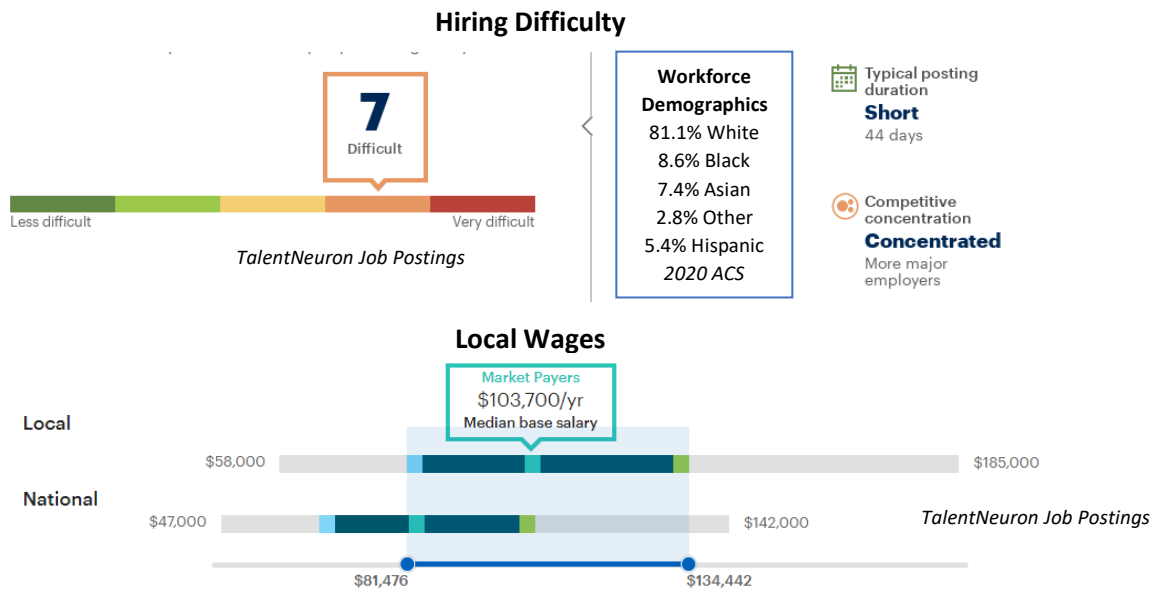 Hiring Difficulty
7
Difficult
Less difficult
Very difficult
TalentNeuron Job Postings
Workforce
Demographics
81.1% White
8.6% Black
7.4% Asian
2.8% Other
5.4% Hispanic
2020 ACS
Typical posting
duration
Short
44 days
Competitive
concentration
Concentrated
More major
employers
Local Wages
Market Payers
$103,700/yr
Median base salary
Local
$58,000
$185,000
National
$47,000
$142,000
TalentNeuron Job Postings
$81,476
$134,442